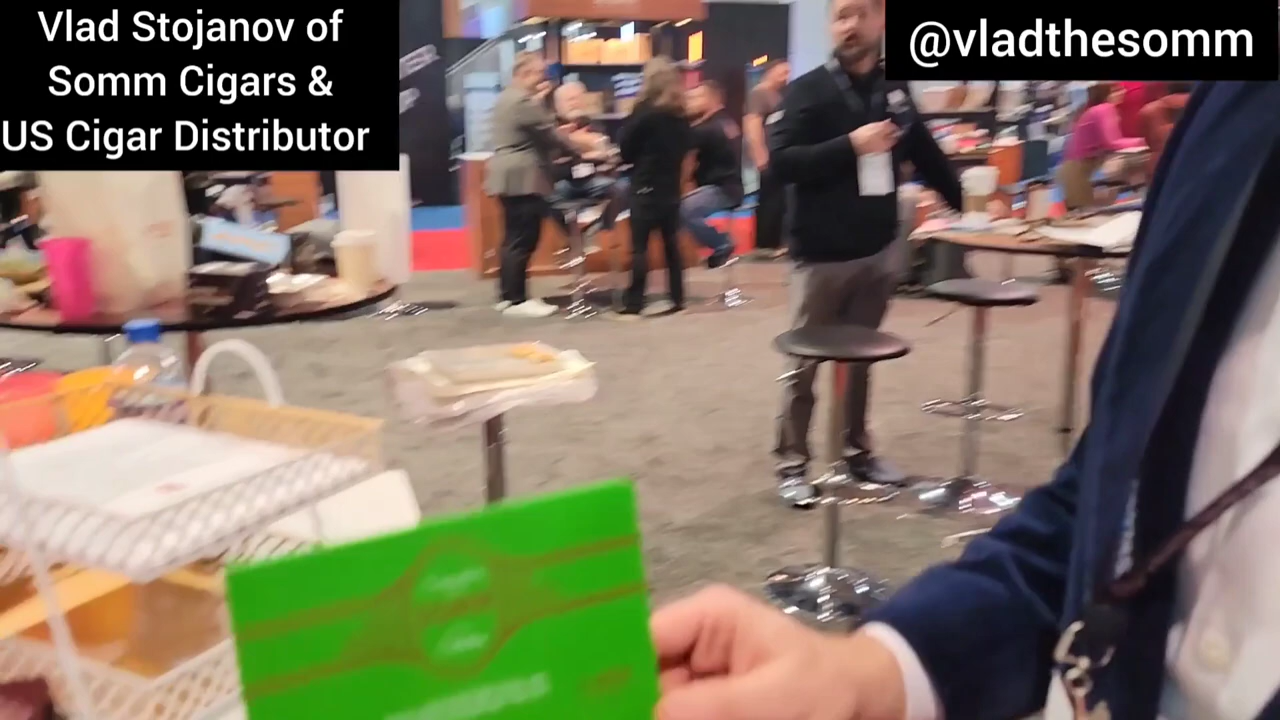 Vlad Stojanov of
Somm Cigars &
US Cigar Distributor
@vladthesomm